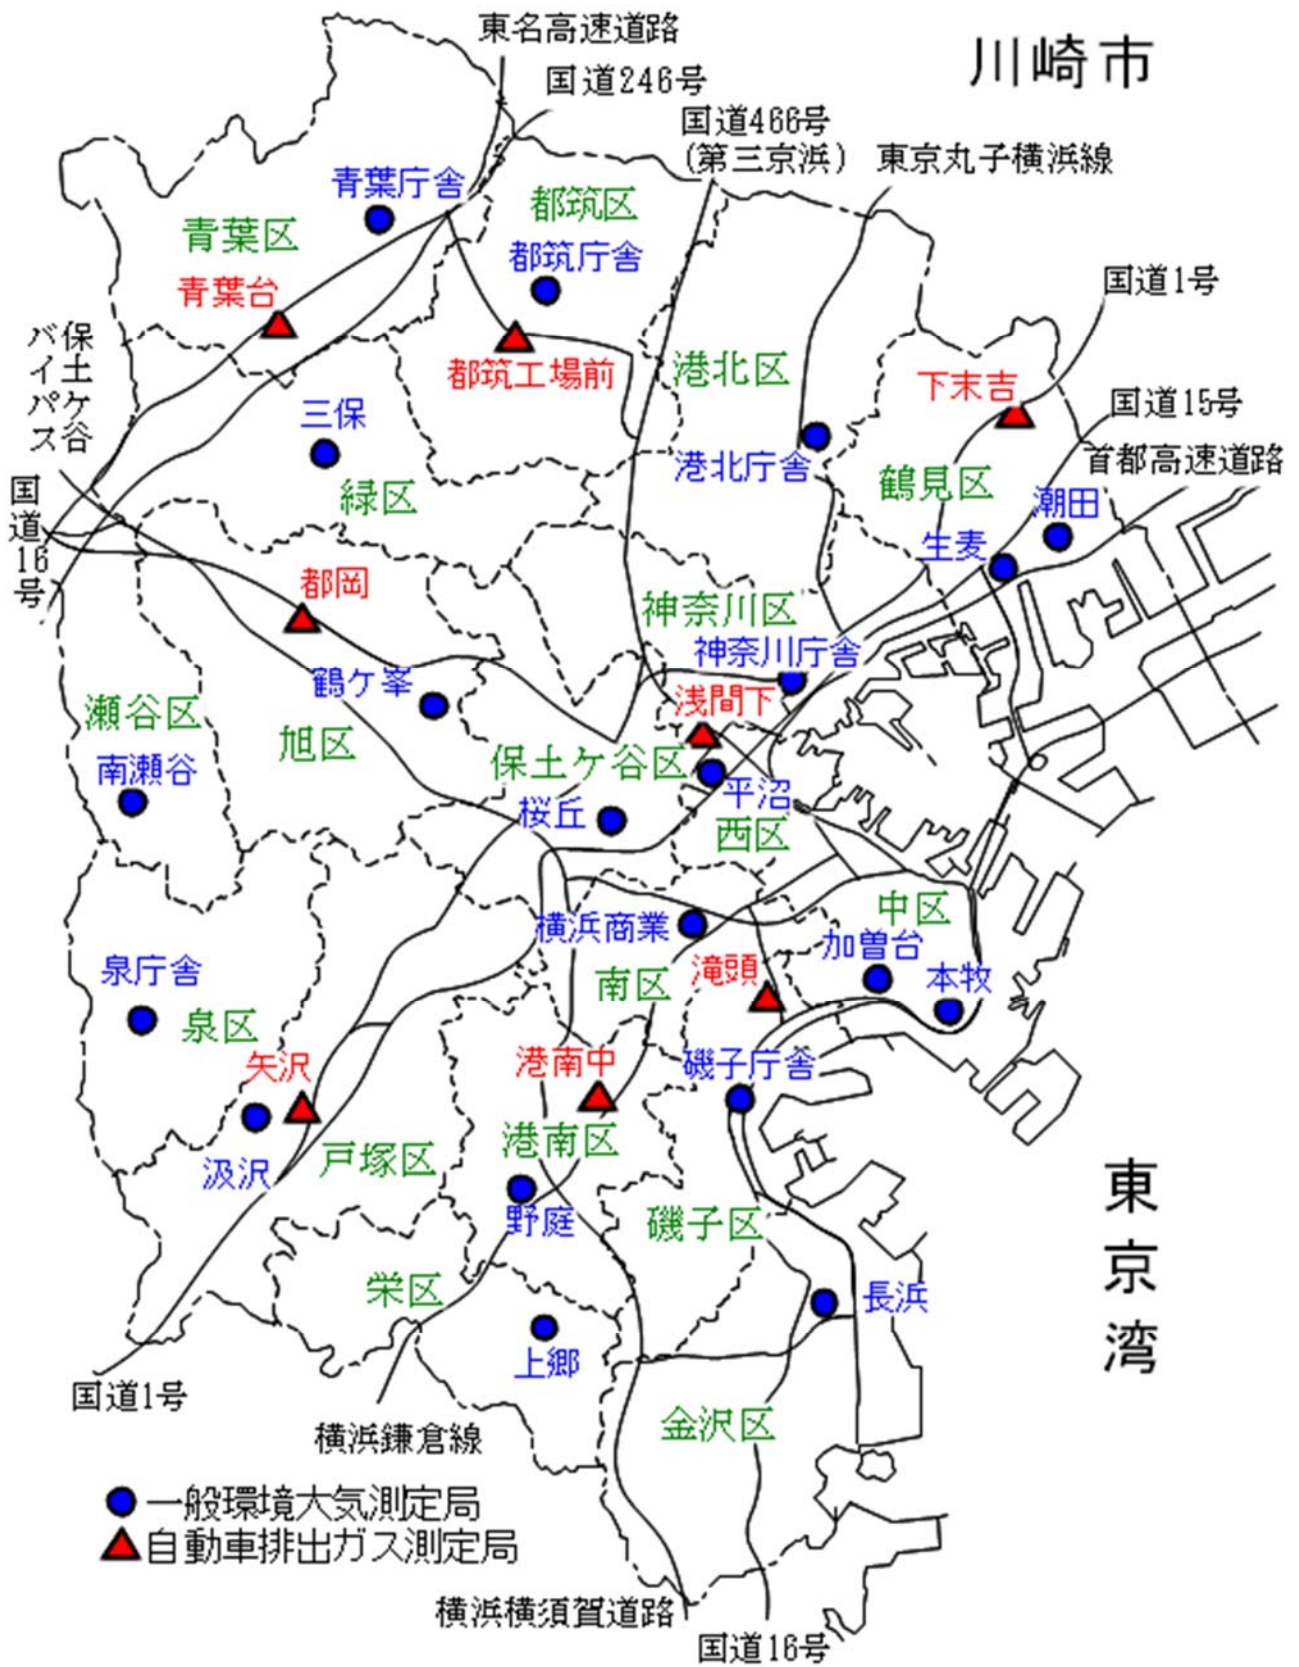 東名高速道路
川崎市
国道246号
国道466号
(第三京浜)
東京丸子横浜線
青葉庁舎
都筑区
青葉区
都筑庁舎
国道1号
青葉台
保土ケ谷
バイパス
港北区
都筑工場前
下末吉
国道15号
三保
首都高速道路
港北庁舎
鶴見区
緑区
潮田
国道16号
生麦
都岡
神奈川区
神奈川庁舎
鶴ケ峯
浅間下
瀬谷区
旭区
保土ケ谷区
南瀬谷
平沼
桜丘
西区
中区
横浜商業
加曽台
泉庁舎
南区
滝頭
本牧
泉区
矢沢
港南中
磯子庁舎
港南区
戸塚区
汲沢
東京湾
野庭
磯子区
栄区
長浜
上郷
国道1号
金沢区
横浜鎌倉線
一般環境大気測定局
自動車排出ガス測定局
横浜横須賀道路
国道16号